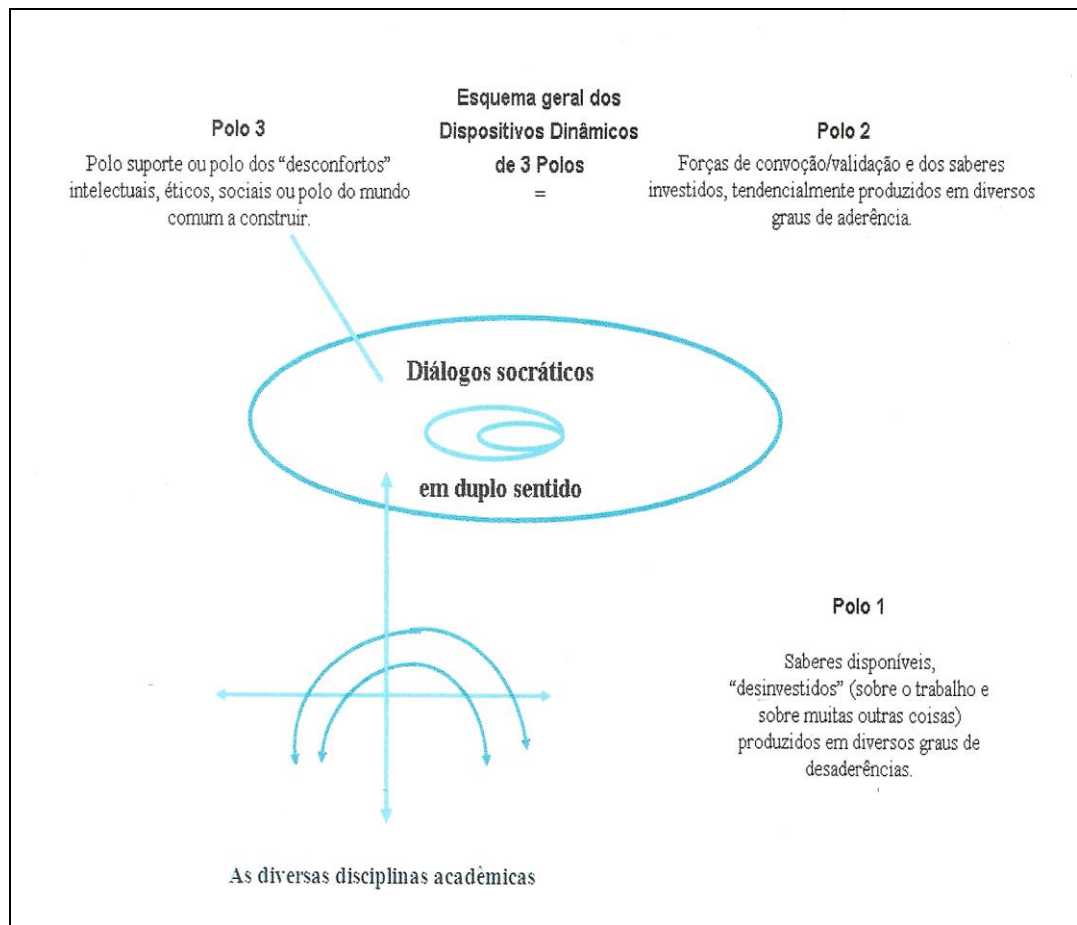 Esquema geral dos
Dispositivos Dinâmicos
de 3 Polos
=
Polo 3
Polo suporte ou polo dos “desconfortos”
intelectuais, éticos, sociais ou polo do mundo
comum a construir.
Polo 2
Forças de convoção/validação e dos saberes
investidos, tendencialmente produzidos em diversos
graus de aderência.
Diálogos socráticos
em duplo sentido
Polo 1
Saberes disponíveis,
“desinvestidos” (sobre o trabalho e
sobre muitas outras coisas)
produzidos em diversos graus de
desaderências.
As diversas disciplinas acadêmicas